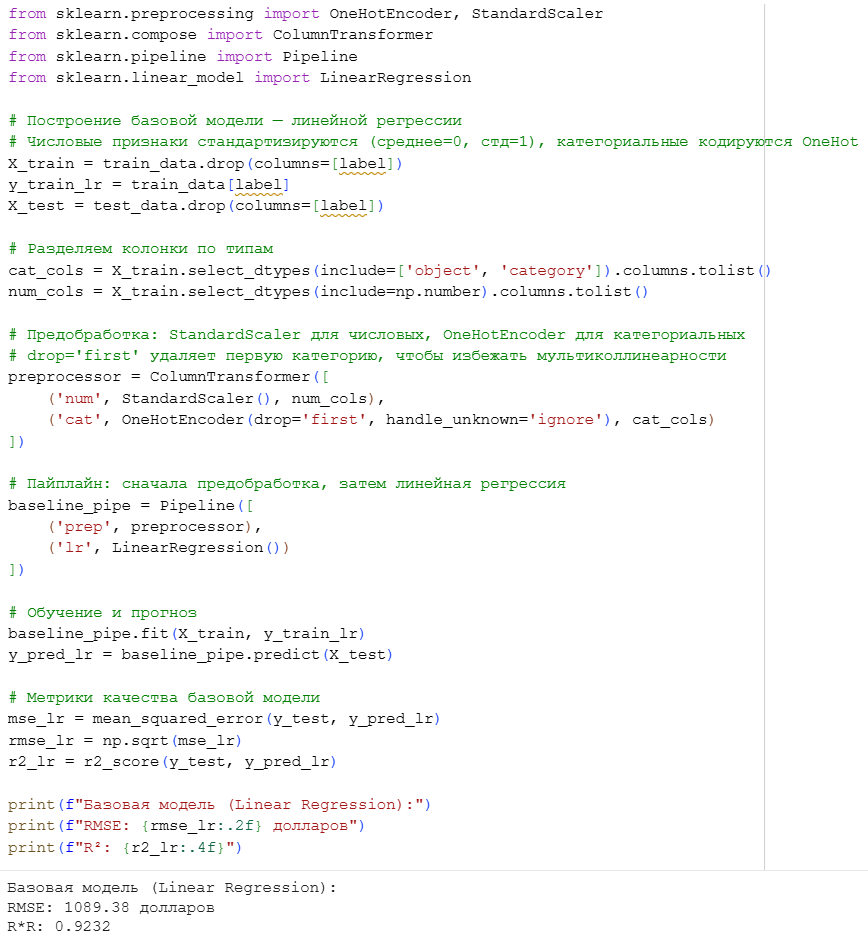 from sklearn.preprocessing import OneHotEncoder, StandardScaler
from sklearn.compose import ColumnTransformer
from sklearn.pipeline import Pipeline
from sklearn.linear_model import LinearRegression

# Построение базовой модели — линейной регрессии
# Числовые признаки стандартизируются (среднее=0, стд=1), категориальные кодируются OneHot
X_train = train_data.drop(columns=[label])
y_train_lr = train_data[label]
X_test = test_data.drop(columns=[label])

# Разделяем колонки по типам
cat_cols = X_train.select_dtypes(include=['object', 'category']).columns.tolist()
num_cols = X_train.select_dtypes(include=np.number).columns.tolist()

# Предобработка: StandardScaler для числовых, OneHotEncoder для категориальных
# drop='first' удаляет первую категорию, чтобы избежать мультиколлинеарности
preprocessor = ColumnTransformer([
    ('num', StandardScaler(), num_cols),
    ('cat', OneHotEncoder(drop='first', handle_unknown='ignore'), cat_cols)
])

# Пайплайн: сначала предобработка, затем линейная регрессия
baseline_pipe = Pipeline([
    ('prep', preprocessor),
    ('lr', LinearRegression())
])

# Обучение и прогноз
baseline_pipe.fit(X_train, y_train_lr)
y_pred_lr = baseline_pipe.predict(X_test)

# Метрики качества базовой модели
mse_lr = mean_squared_error(y_test, y_pred_lr)
rmse_lr = np.sqrt(mse_lr)
r2_lr = r2_score(y_test, y_pred_lr)

print(f"Базовая модель (Linear Regression):")
print(f"RMSE: {rmse_lr:.2f} долларов")
print(f"R²: {r2_lr:.4f}")

Базовая модель (Linear Regression):
RMSE: 1089.38 долларов
R*R: 0.9232